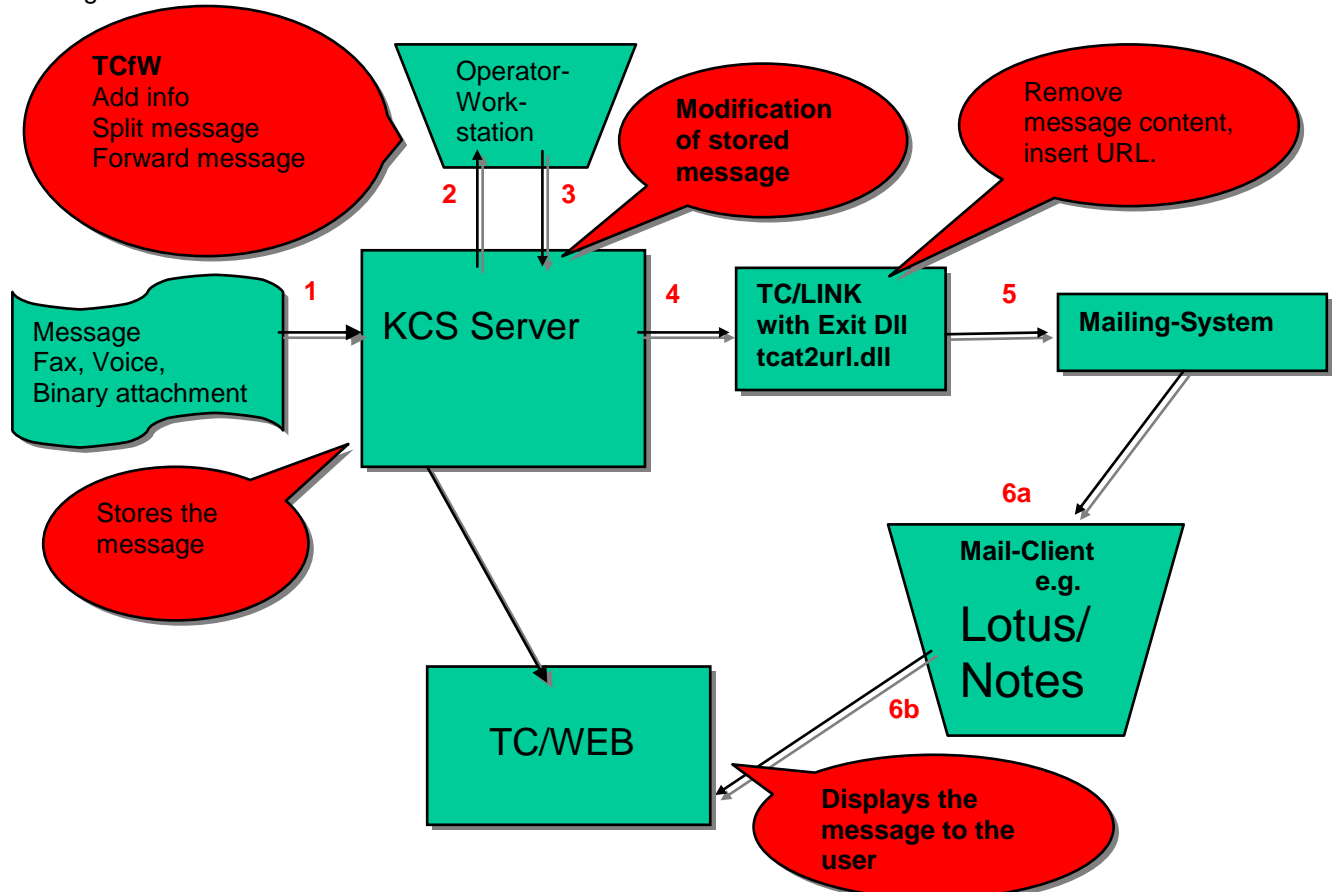 TCfW
Add info
Split message
Forward message
Operator-
Work-
station
Modification
of stored
message
Remove
message content,
insert URL.
2
3
1
Message
Fax, Voice,
Binary attachment
KCS Server
4
TC/LINK
with Exit Dll
tcat2url.dll
5
Mailing-System
Stores the
message
6a
Mail-Client
e.g.
Lotus/
Notes
6b
TC/WEB
Displays the
message to the
user